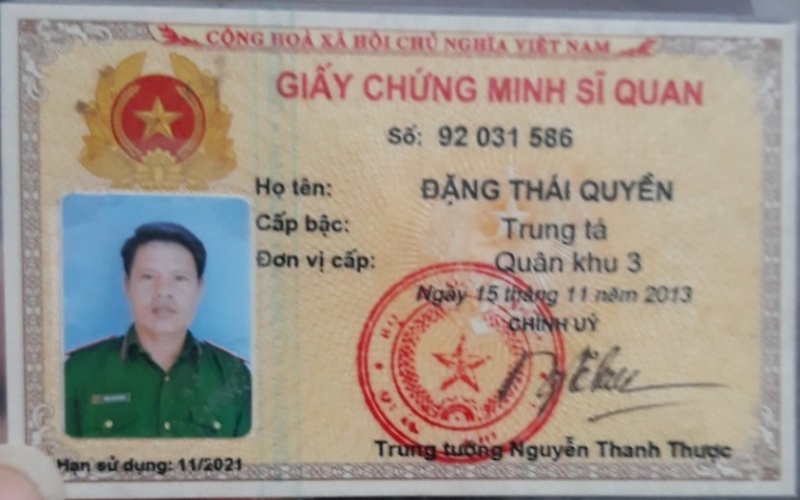 CỘNG HOÀ XÃ HỘI CHỦ NGHĨA VIỆT NAM
GIẤY CHỨNG MINH SĨ QUAN
Số: 92 031 586
Họ tên: ĐẶNG THÁI QUYỀN
Cấp bậc: Trung tá
Đơn vị cấp: Quân khu 3
Ngày 15 tháng 11 năm 2013
CHÍNH UỶ
Trung tướng Nguyễn Thanh Thược
Hạn sử dụng: 11/2021